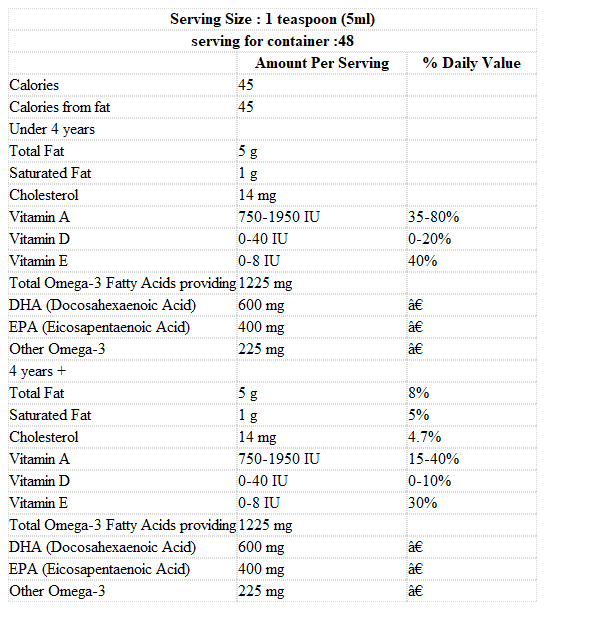 Serving Size : 1 teaspoon (5ml)
serving for container :48
Amount Per Serving % Daily Value
Calories 45
Calories from fat 45
Under 4 years
Total Fat 5 g
Saturated Fat 1 g
Cholesterol 14 mg
Vitamin A 750-1950 IU 35-80%
Vitamin D 0-40 IU 0-20%
Vitamin E 0-8 IU 40%
Total Omega-3 Fatty Acids providing 1225 mg
DHA (Docosahexaenoic Acid) 600 mg â€
EPA (Eicosapentaenoic Acid) 400 mg â€
Other Omega-3 225 mg â€
4 years +
Total Fat 5 g 8%
Saturated Fat 1 g 5%
Cholesterol 14 mg 4.7%
Vitamin A 750-1950 IU 15-40%
Vitamin D 0-40 IU 0-10%
Vitamin E 0-8 IU 30%
Total Omega-3 Fatty Acids providing 1225 mg
DHA (Docosahexaenoic Acid) 600 mg â€
EPA (Eicosapentaenoic Acid) 400 mg â€
Other Omega-3 225 mg â€